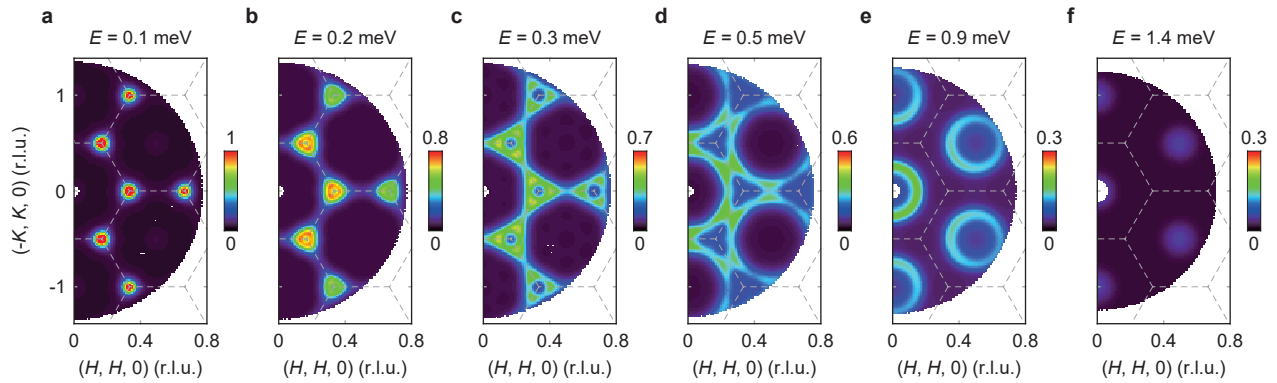 a b c d e f
E = 0.1 meV E = 0.2 meV E = 0.3 meV E = 0.5 meV E = 0.9 meV E = 1.4 meV
(-K, K, 0) (r.l.u.)
1 0 -1
1 0
0.8 0
0.7 0
0.6 0
0.3 0
0.3 0
0 0.4 0.8 0 0.4 0.8 0 0.4 0.8 0 0.4 0.8 0 0.4 0.8 0 0.4 0.8
(H, H, 0) (r.l.u.) (H, H, 0) (r.l.u.) (H, H, 0) (r.l.u.) (H, H, 0) (r.l.u.) (H, H, 0) (r.l.u.) (H, H, 0) (r.l.u.)